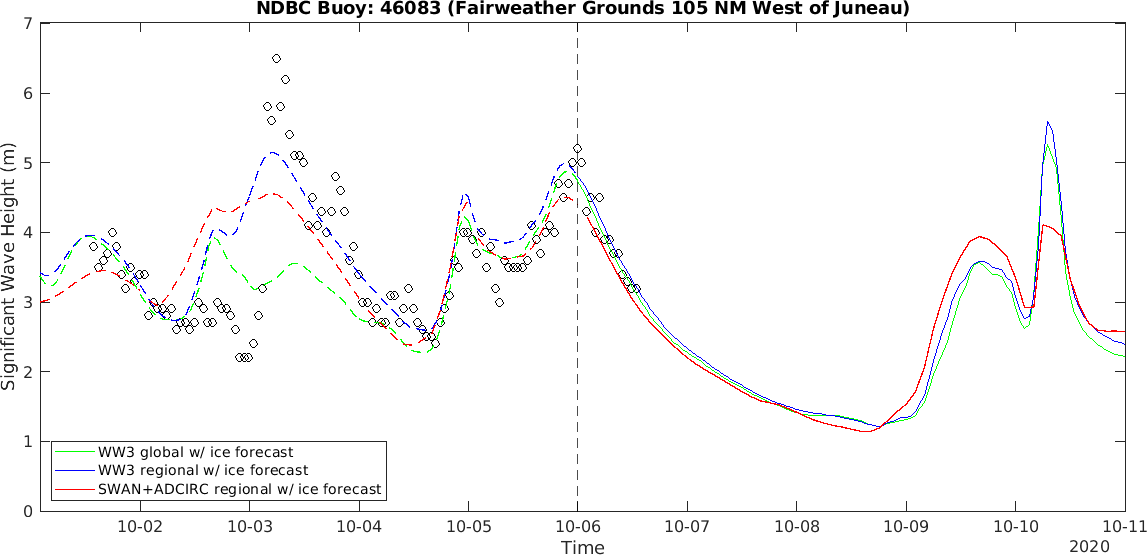 NDBC Buoy: 46083 (Fairweather Grounds 105 NM West of Juneau)
7
6
5
4
3
2
1
0
Significant Wave Height (m)
WW3 global w/ ice forecast
WW3 regional w/ ice forecast
SWAN+ADCIRC regional w/ ice forecast
10-02 10-03 10-04 10-05 10-06 10-07 10-08 10-09 10-10 10-11
Time
2020